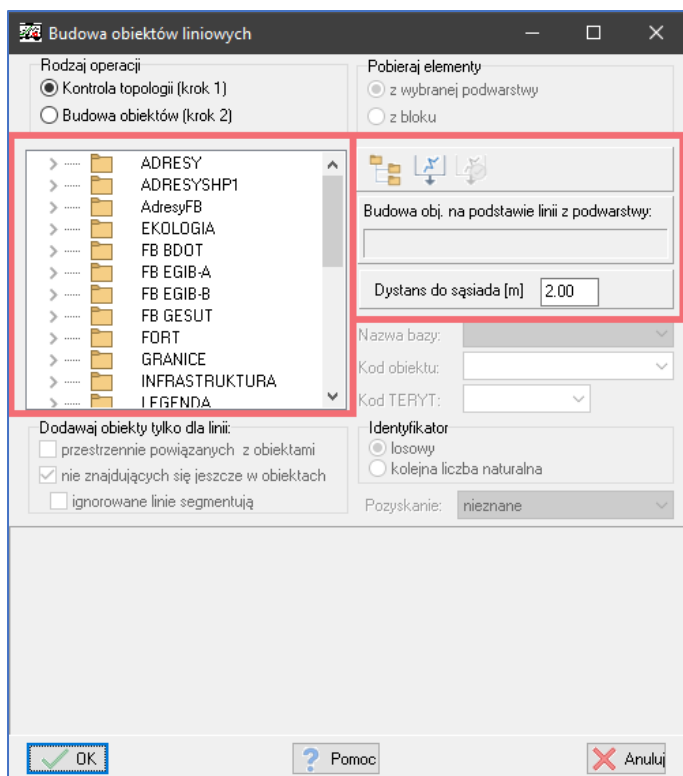 Budowa obiektów liniowych
Rodzaj operacji
Kontrola topologii (krok 1)
Budowa obiektów (krok 2)
Pobieraj elementy
z wybranej podwarstwy
z bloku
ADRESY
ADRESYSHP1
AdresyFB
EKOLOGIA
FB BDOT
FB EGIB-A
FB EGIB-B
FB GESUT
FORT
GRANICE
INFRASTRUKTURA
LEGENDA
Budowa obj. na podstawie linii z podwarstwy:
Dystans do sąsiada [m] 2.00
Nazwa bazy:
Kod obiektu:
Kod TERYT:
Dodawaj obiekty tylko dla linii:
przestrzennie powiązanych z obiektami
nie znajdujących się jeszcze w obiektach
ignorowane linie segmentują
Identyfikator
losowy
kolejna liczba naturalna
Pozyskanie: nieznane
OK
Pomoc
Anuluj